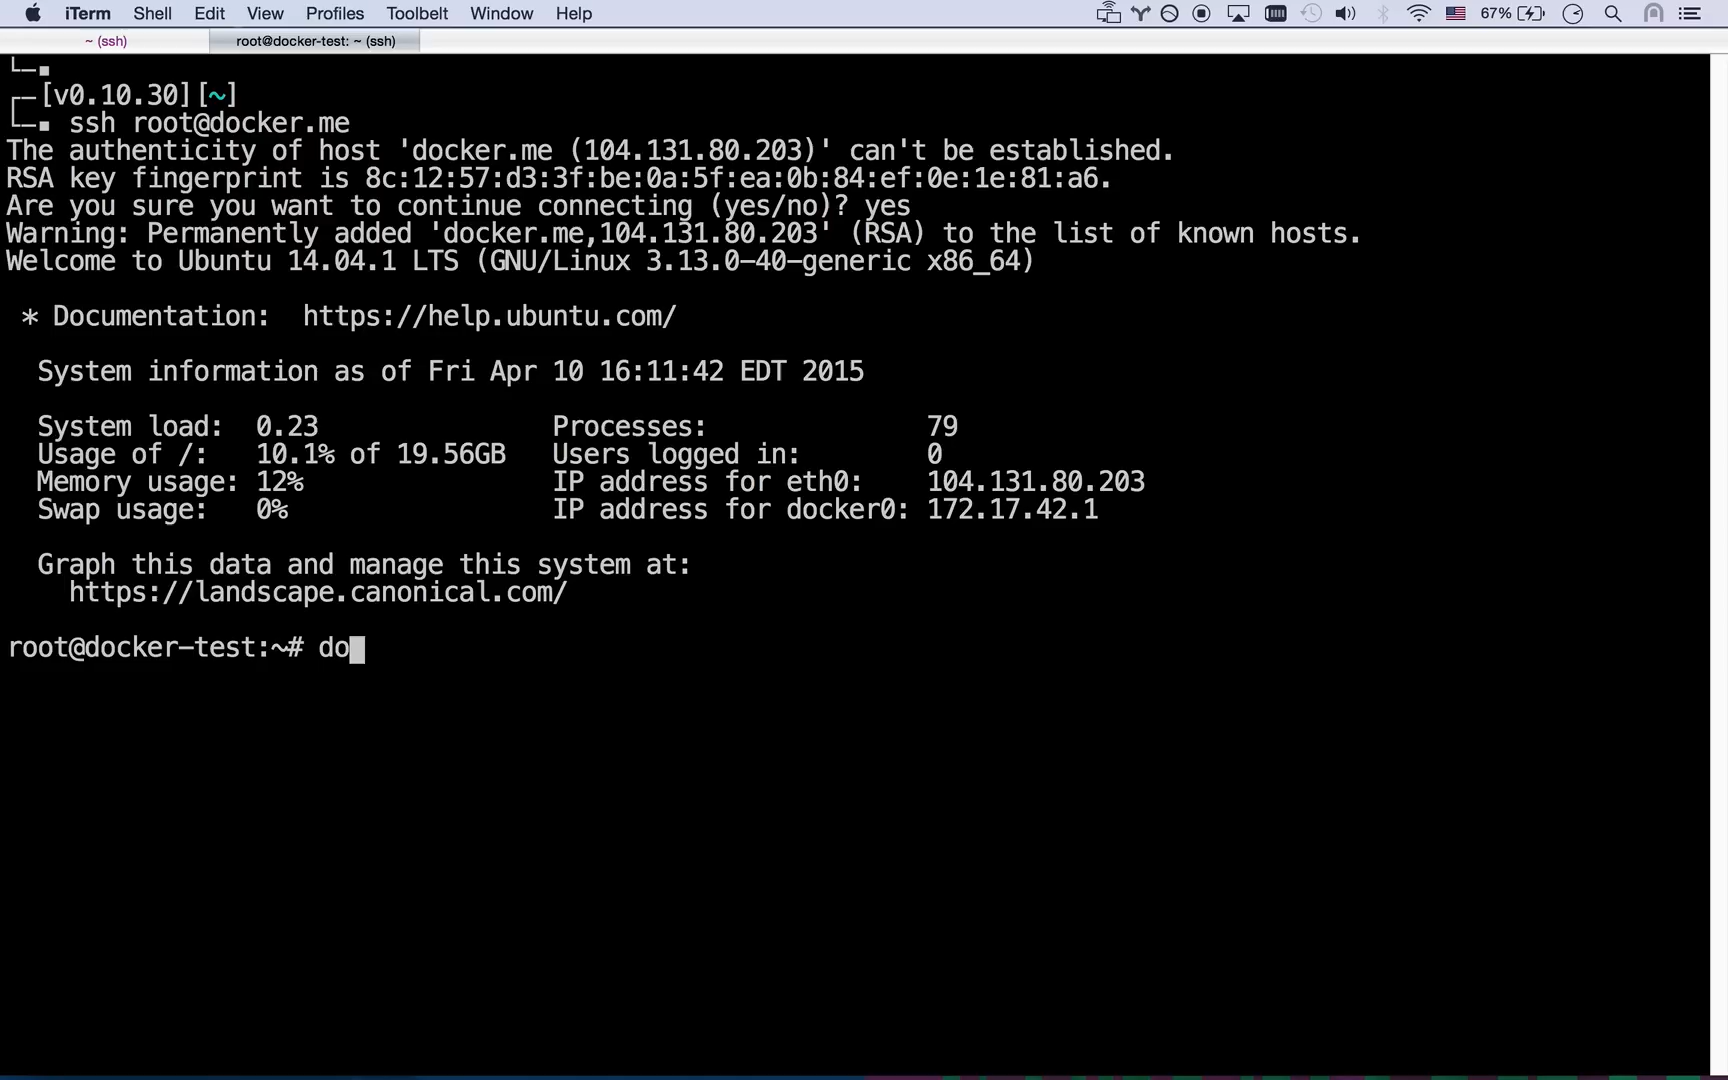 iTerm Shell Edit View Profiles Toolbelt Window Help 67%
~ (ssh) root@docker-test: ~ (ssh)
[v0.10.30][~]
ssh root@docker.me
The authenticity of host 'docker.me (104.131.80.203)' can't be established.
RSA key fingerprint is 8c:12:57:d3:3f:be:0a:5f:ea:0b:84:ef:0e:1e:81:a6.
Are you sure you want to continue connecting (yes/no)? yes
Warning: Permanently added 'docker.me,104.131.80.203' (RSA) to the list of known hosts.
Welcome to Ubuntu 14.04.1 LTS (GNU/Linux 3.13.0-40-generic x86_64)
* Documentation: https://help.ubuntu.com/
System information as of Fri Apr 10 16:11:42 EDT 2015
System load: 0.23 Processes: 79
Usage of /: 10.1% of 19.56GB Users logged in: 0
Memory usage: 12% IP address for eth0: 104.131.80.203
Swap usage: 0% IP address for docker0: 172.17.42.1
Graph this data and manage this system at:
https://landscape.canonical.com/
root@docker-test:~# do